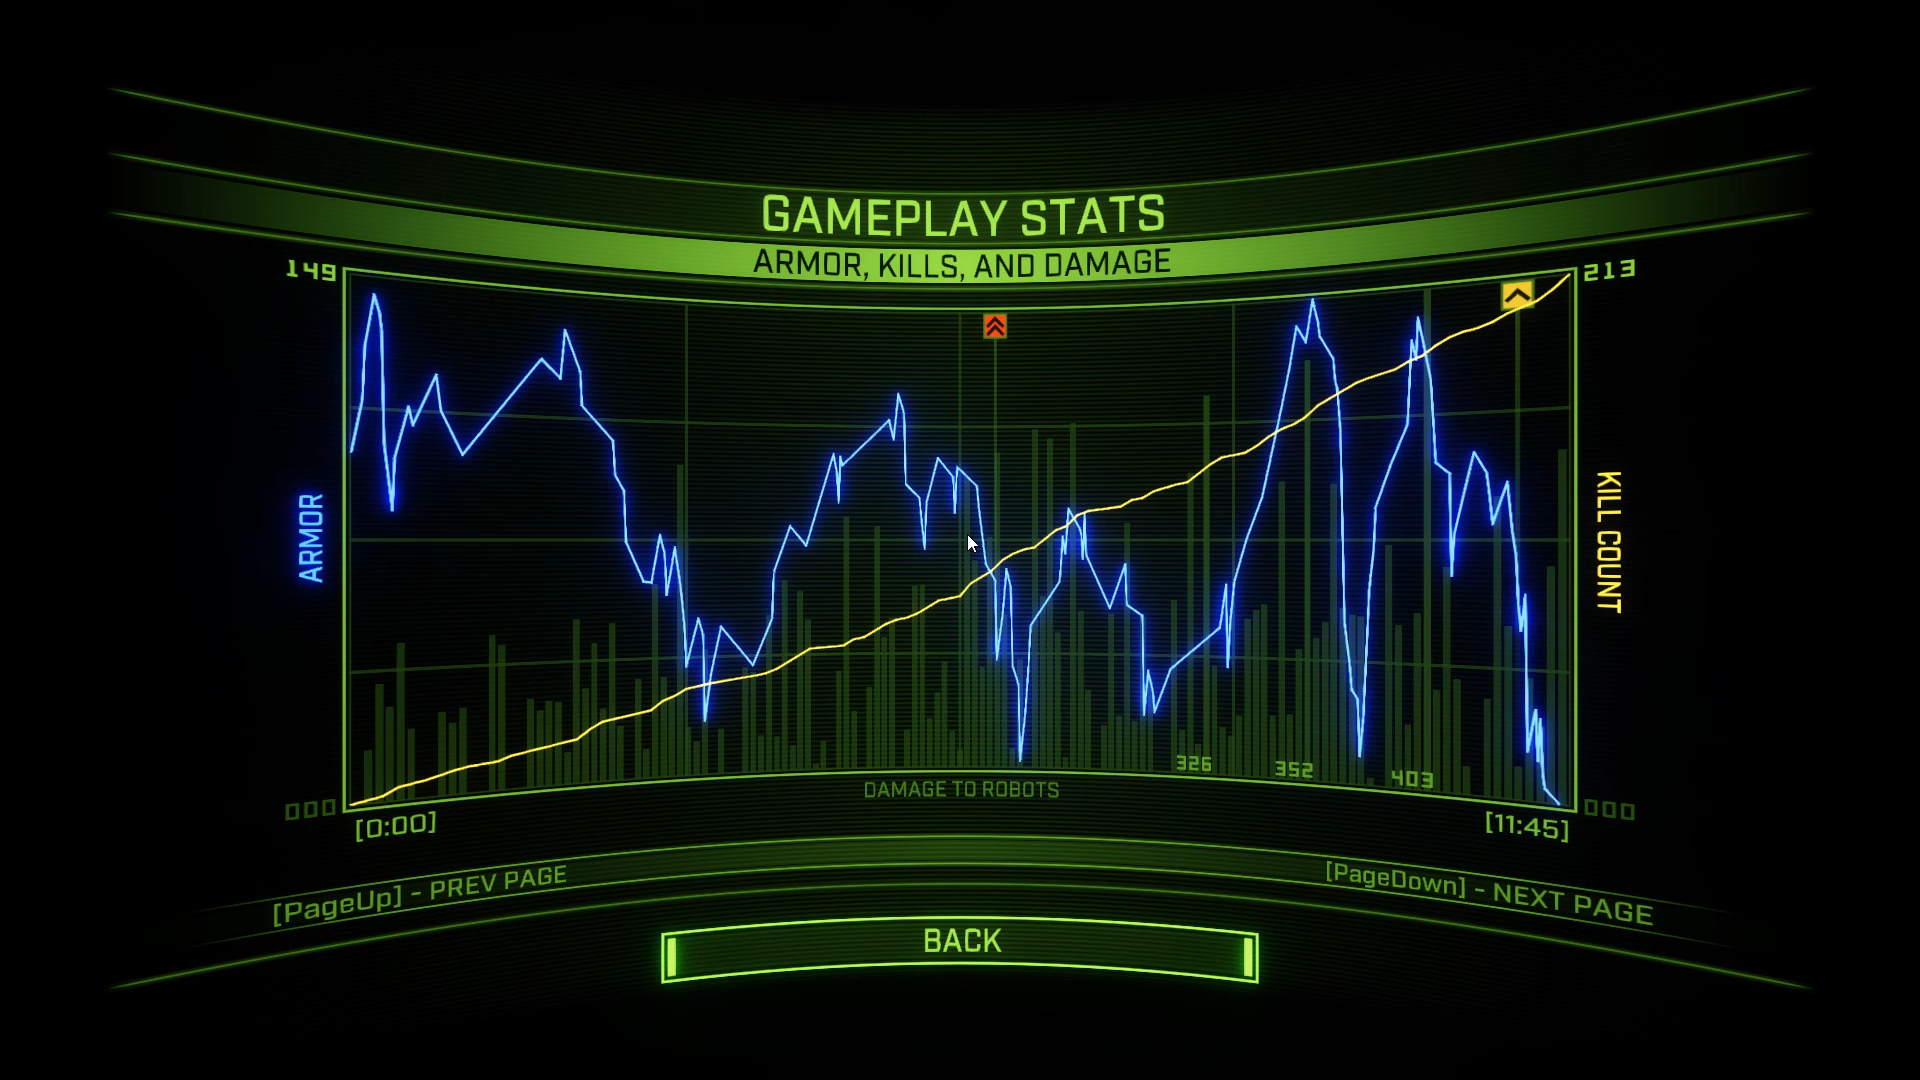 GAMEPLAY STATS
ARMOR, KILLS, AND DAMAGE
149
213
ARMOR
KILL COUNT
326
352
403
000
DAMAGE TO ROBOTS
000
[0:00]
[11:45]
[PageUp] - PREV PAGE
[PageDown] - NEXT PAGE
BACK